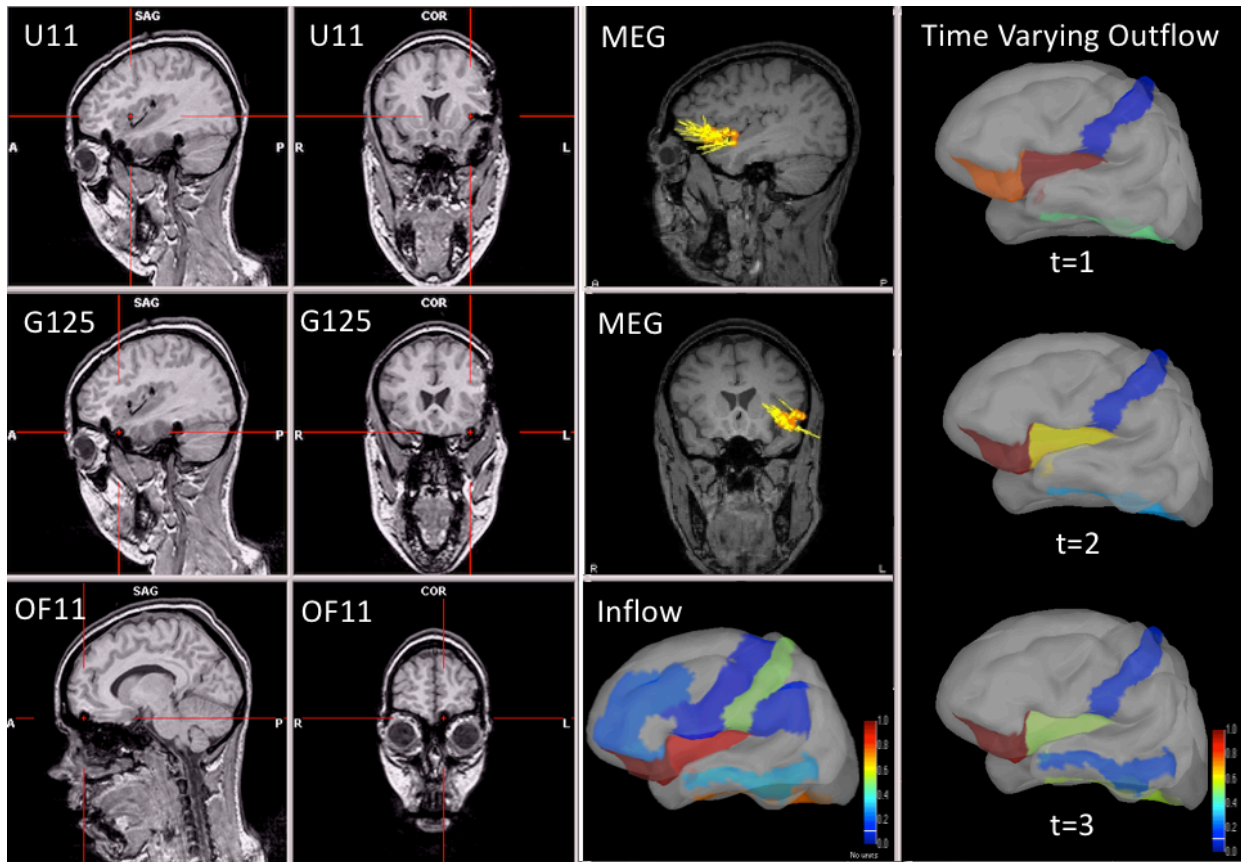 SAG
U11
A
P
COR
U11
R
L
MEG
A
P
Time Varying Outflow
t=1
SAG
G125
A
P
COR
G125
R
L
MEG
R
L
t=2
SAG
OF11
A
P
COR
OF11
R
L
Inflow
1.0
0.8
0.6
0.4
0.2
0.0
No units
1.0
0.8
0.6
0.4
0.2
0.0
t=3